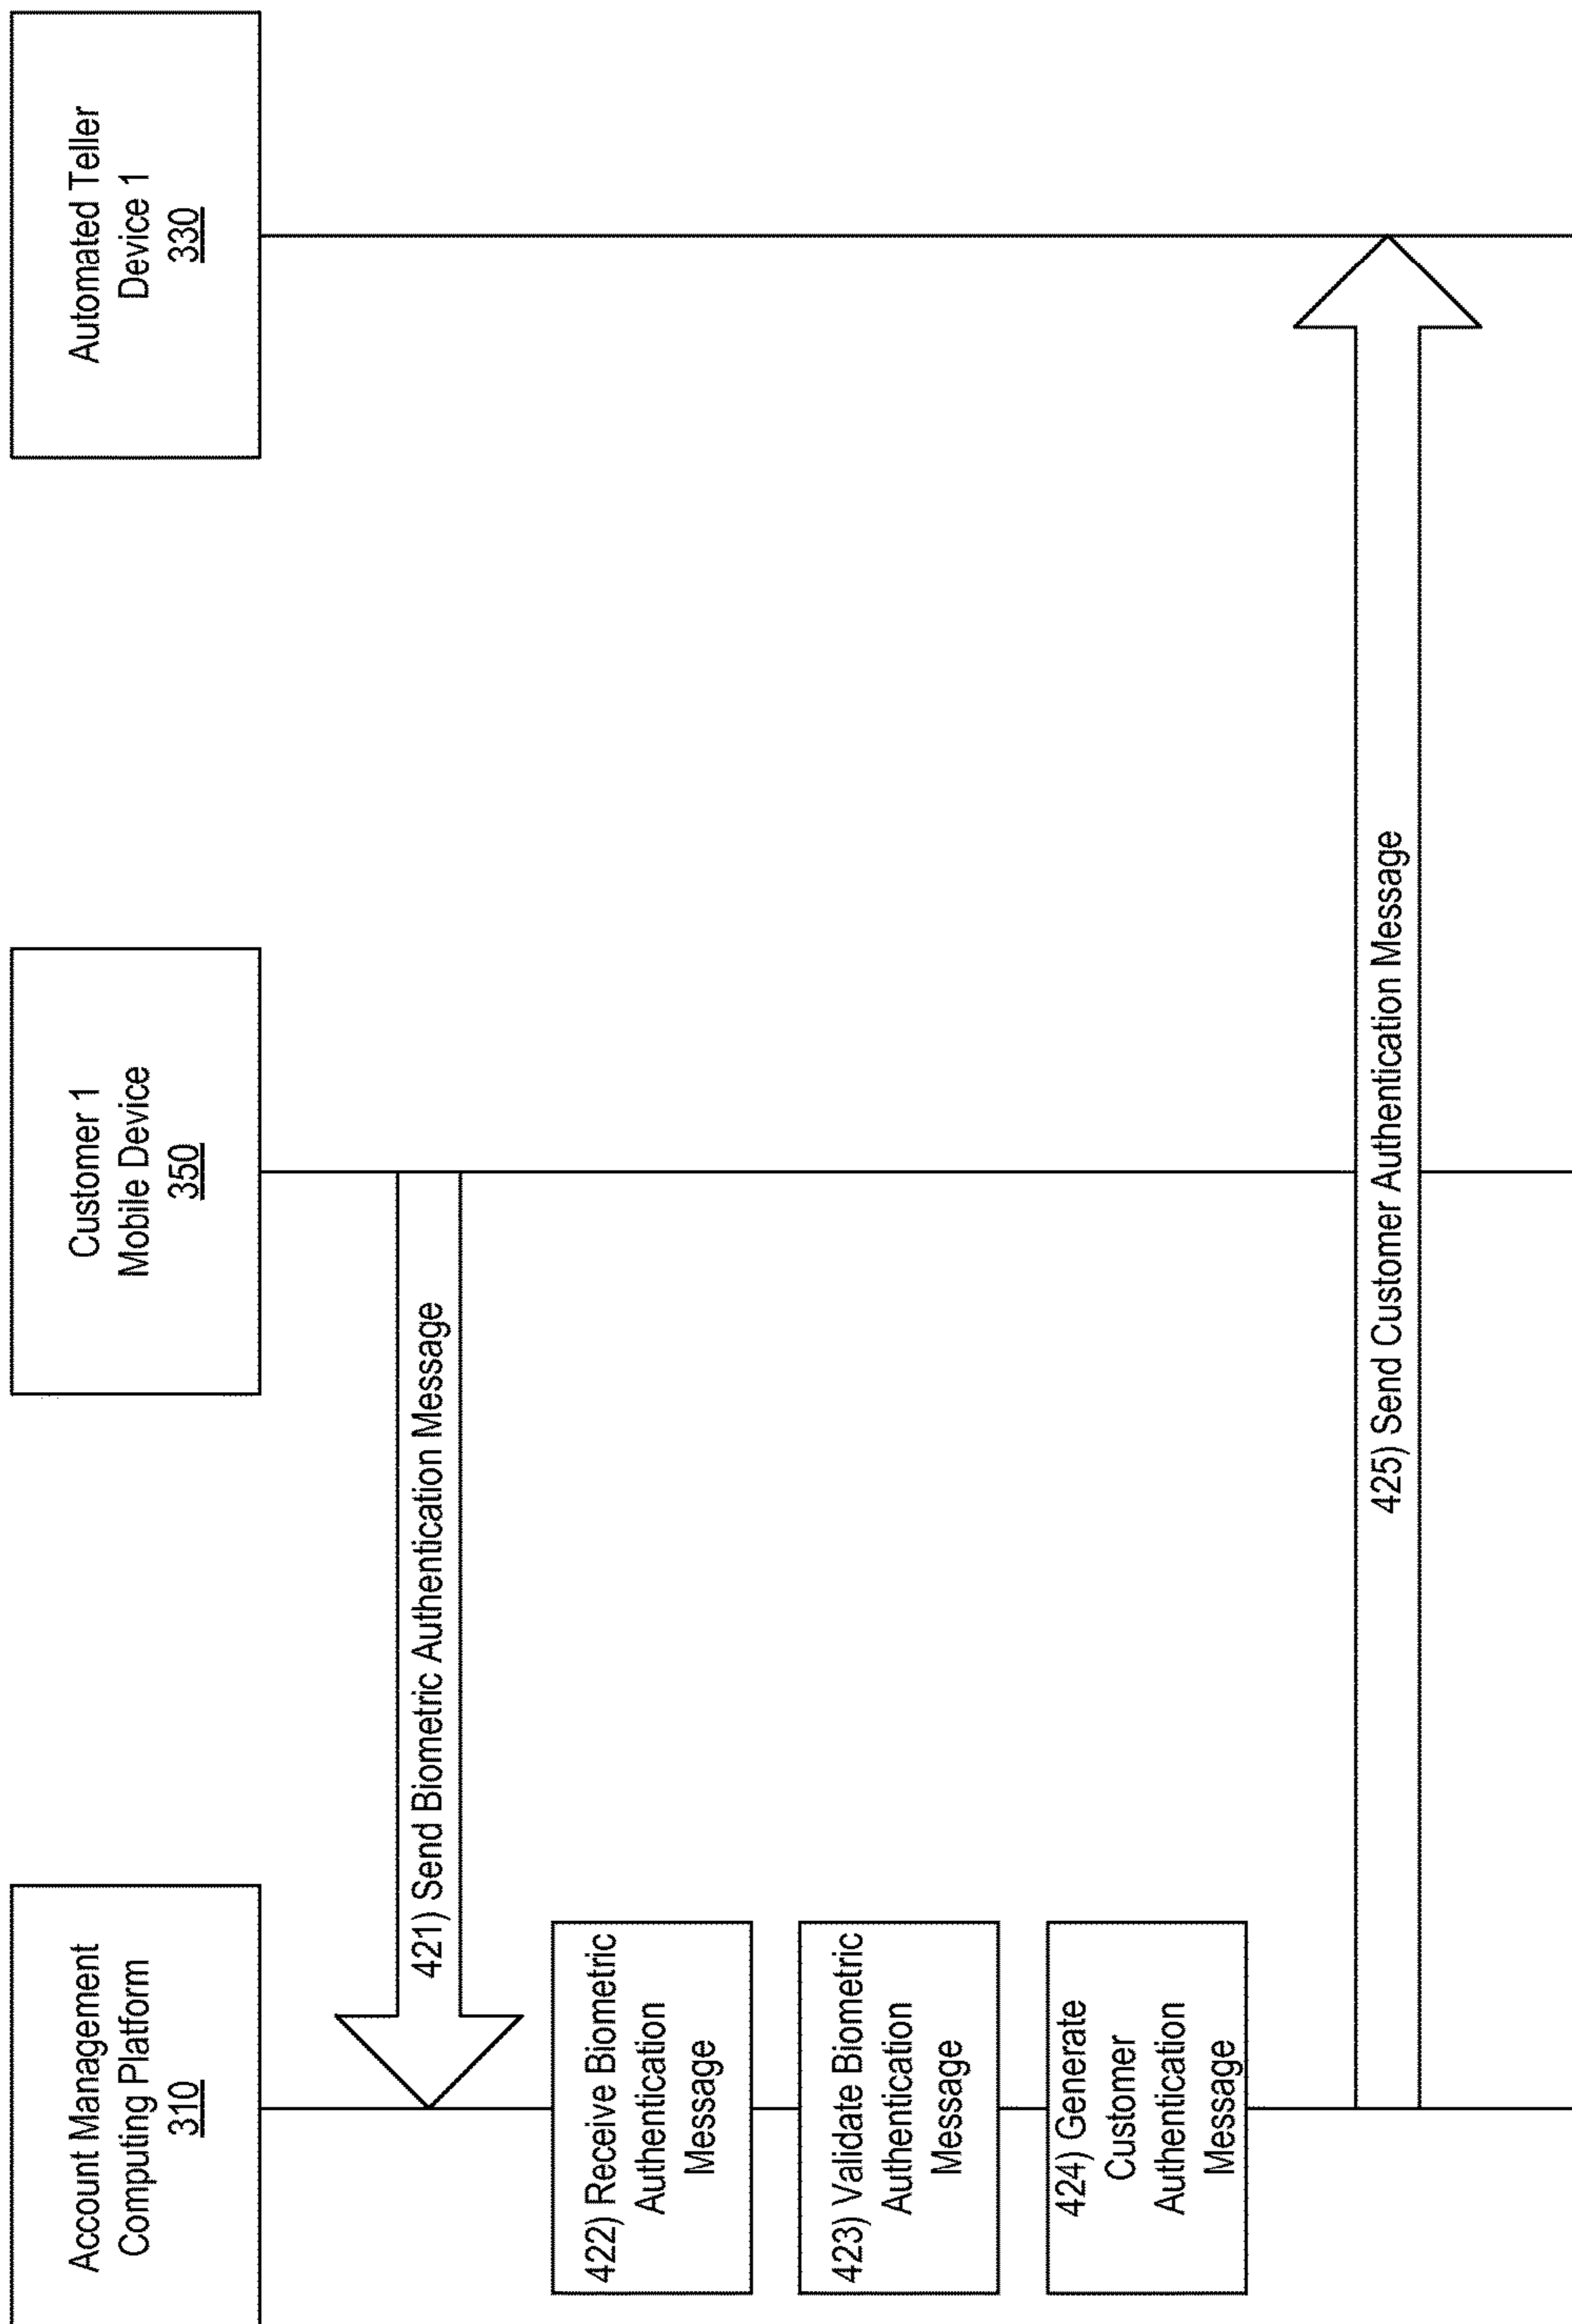 Account Management
Computing Platform
310
Customer 1
Mobile Device
350
Automated Teller
Device 1
330
421) Send Biometric Authentication Message
422) Receive Biometric
Authentication
Message
423) Validate Biometric
Authentication
Message
424) Generate
Customer
Authentication
Message
425) Send Customer Authentication Message